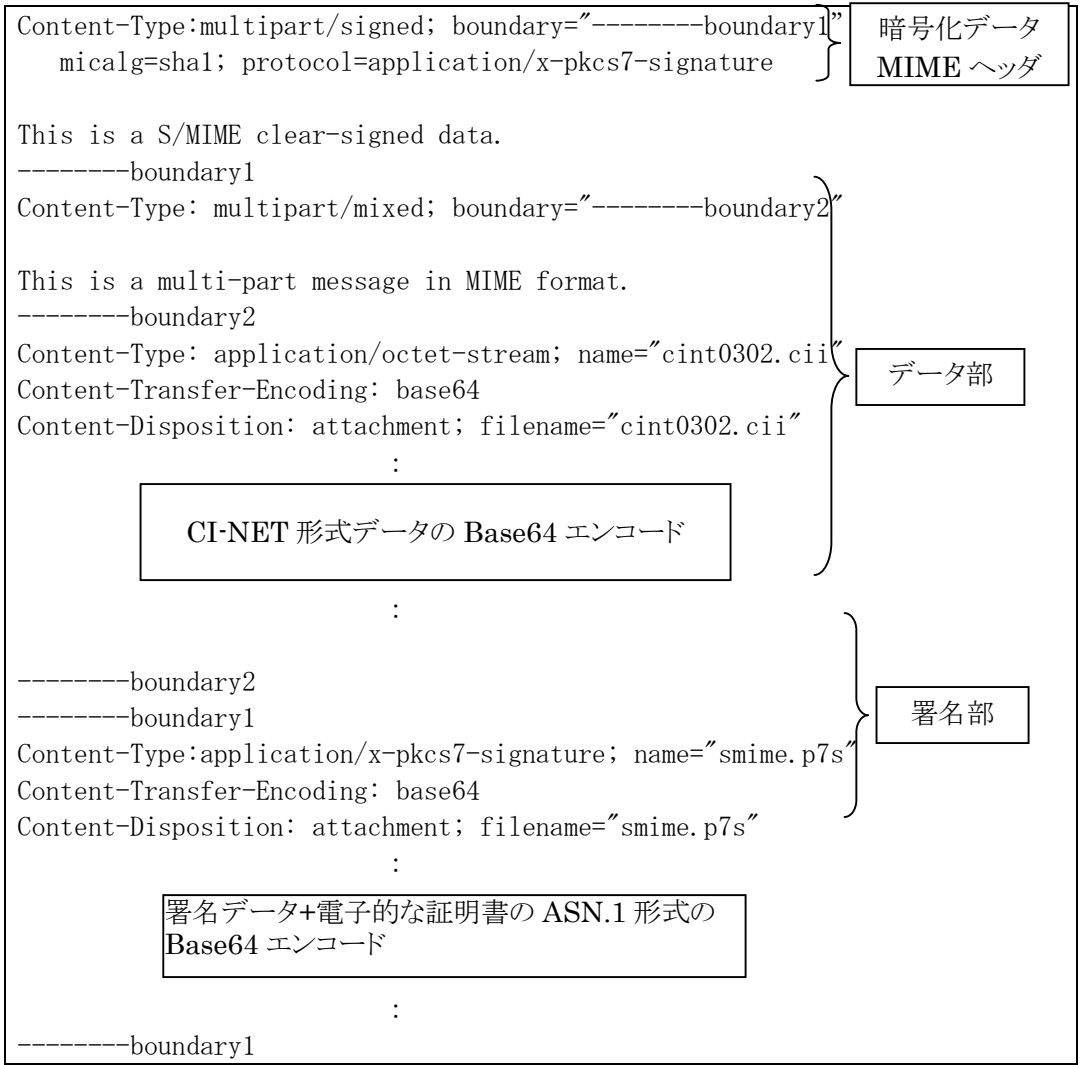 Content-Type:multipart/signed; boundary="--------boundary1”
micalg=sha1; protocol=application/x-pkcs7-signature
暗号化データ
MIME ヘッダ
This is a S/MIME clear-signed data.
--------boundary1
Content-Type: multipart/mixed; boundary="--------boundary2"
This is a multi-part message in MIME format.
--------boundary2
Content-Type: application/octet-stream; name="cint0302.cii"
Content-Transfer-Encoding: base64
Content-Disposition: attachment; filename="cint0302.cii"
データ部
:
CI-NET 形式データの Base64 エンコード
:
--------boundary2
--------boundary1
署名部
Content-Type:application/x-pkcs7-signature; name="smime.p7s"
Content-Transfer-Encoding: base64
Content-Disposition: attachment; filename="smime.p7s"
:
署名データ+電子的な証明書の ASN.1 形式の
Base64 エンコード
:
--------boundary1